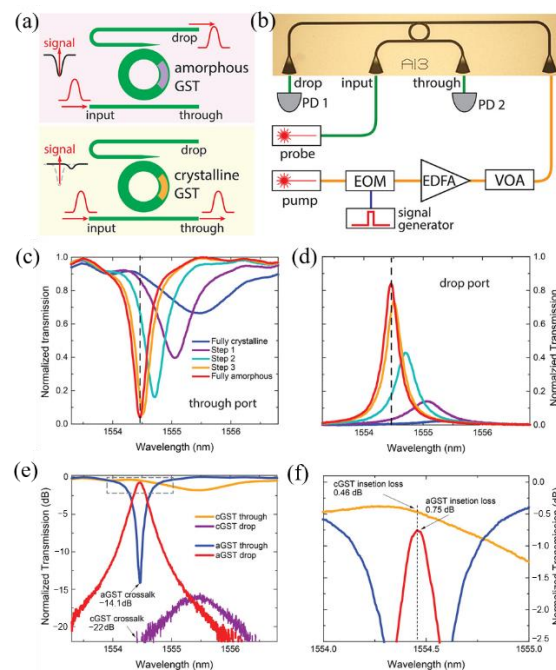 (a)
signal
drop
amorphous
GST
input
through
signal
drop
crystalline
GST
input
through
(b)
A13
drop
input
through
PD 1
PD 2
probe
pump
EOM
EDFA
VOA
signal
generator
(c)
Normalized transmission
1.0
0.8
0.6
0.4
0.2
0.0
Fully crystalline
Step 1
Step 2
Step 3
Fully amorphous
through port
1554
1555
1556
Wavelength (nm)
(d)
drop port
1.0
0.8
0.6
0.4
0.2
0.0
Normalized Transmission
1554
1555
1556
Wavelength (nm)
(e)
Normalized Transmission (dB)
0
-5
-10
-15
-20
cGST through
cGST drop
aGST through
aGST drop
aGST crosstalk
-14.1dB
cGST crosstalk
-22dB
1554
1555
1556
Wavelength (nm)
(f)
cGST insetion loss
0.46 dB
aGST insertion loss
0.75 dB
0.0
-0.5
-1.0
-1.5
-2.0
-2.5
Normalized Transmission (dB)
1554.0
1554.5
1555.0
Wavelength (nm)